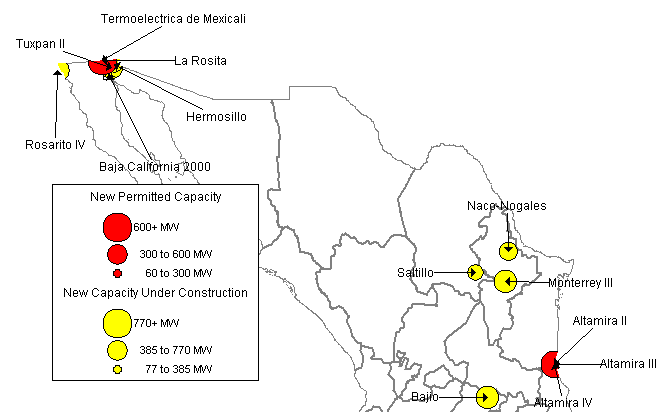 Termoelectrica de Mexicali
Tuxpan II
La Rosita
Hermosillo
Rosarito IV
Baja California 2000
New Permitted Capacity
600+ MW
300 to 600 MW
60 to 300 MW
New Capacity Under Construction
770+ MW
385 to 770 MW
77 to 385 MW
Naco-Nogales
Saltillo
Monterrey III
Altamira II
Altamira III
Altamira IV
Bajio